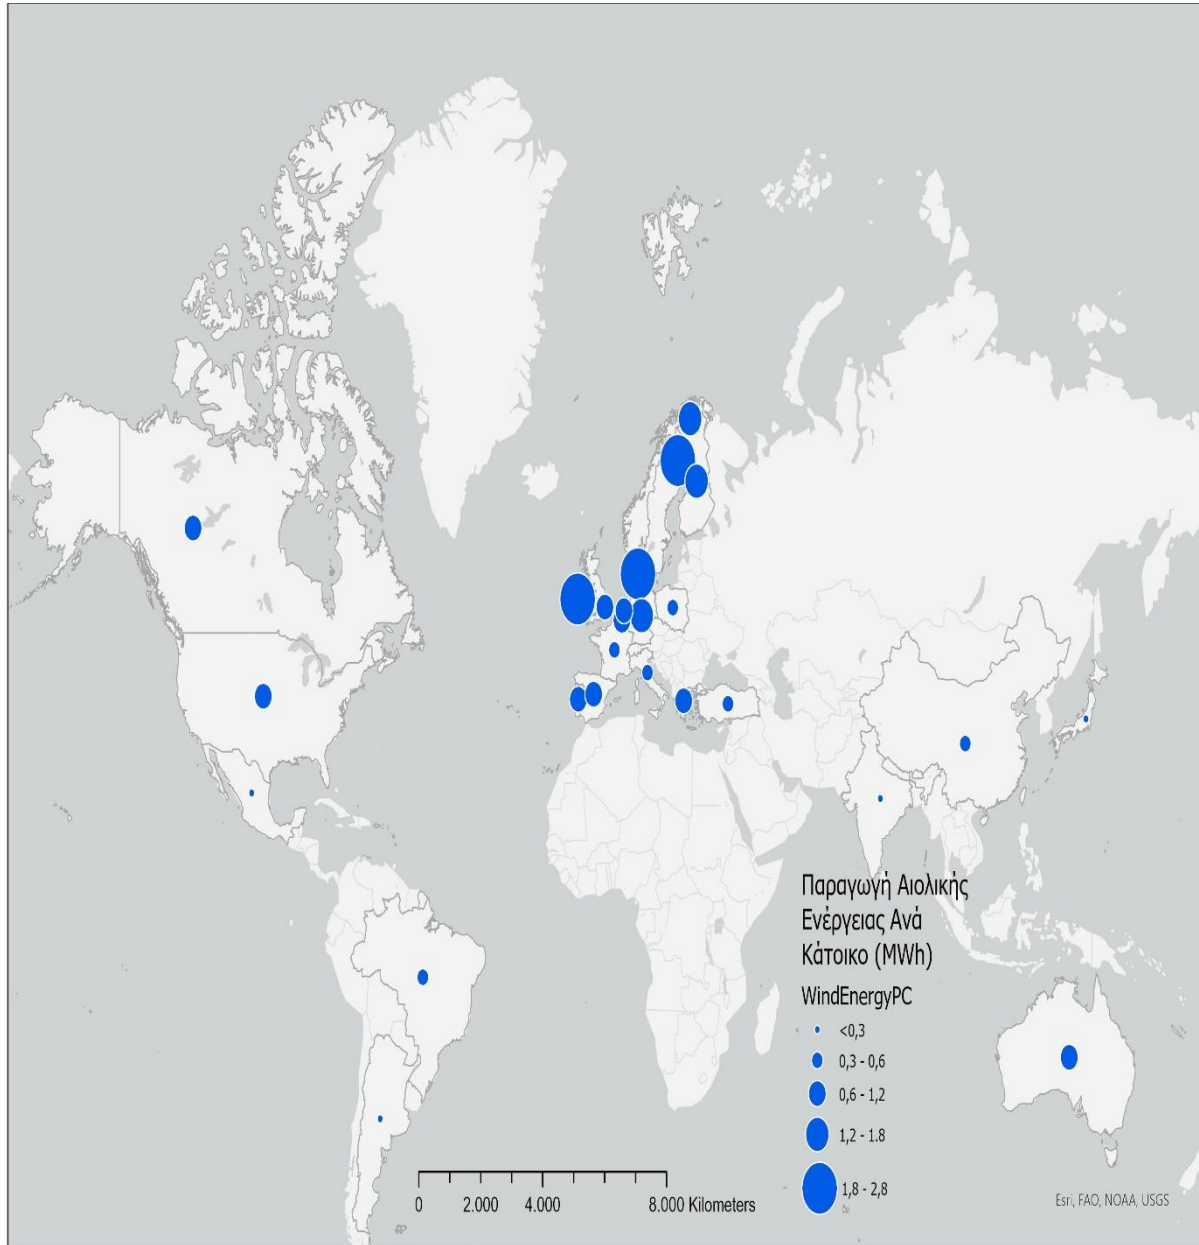 Παραγωγή Αιολικής
Ενέργειας Ανά
Κάτοικο (MWh)
WindEnergyPC
<0,3
0,3 - 0,6
0,6 - 1,2
1,2 - 1.8
1,8 - 2,8
0 2.000 4.000 8.000 Kilometers
Esri, FAO, NOAA, USGS